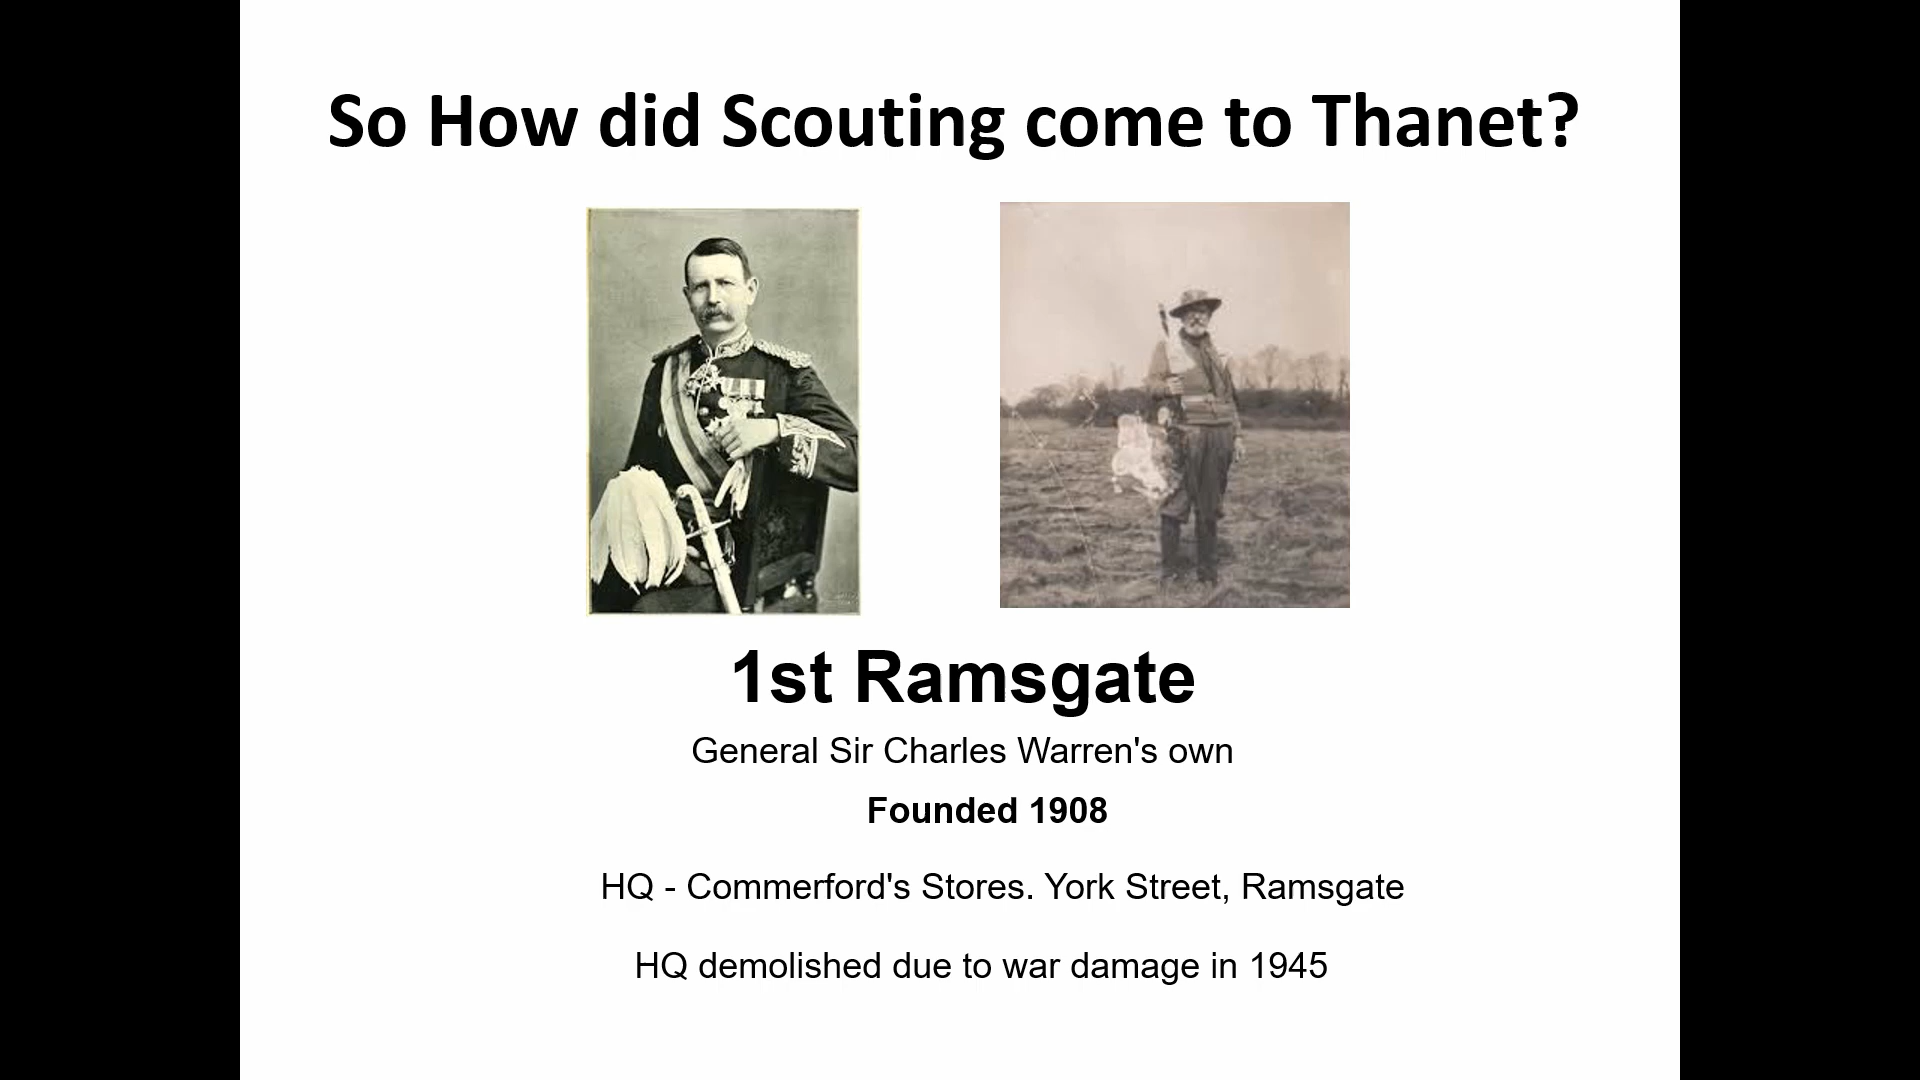 So How did Scouting come to Thanet?
1st Ramsgate
General Sir Charles Warren's own
Founded 1908
HQ - Commerford's Stores. York Street, Ramsgate
HQ demolished due to war damage in 1945